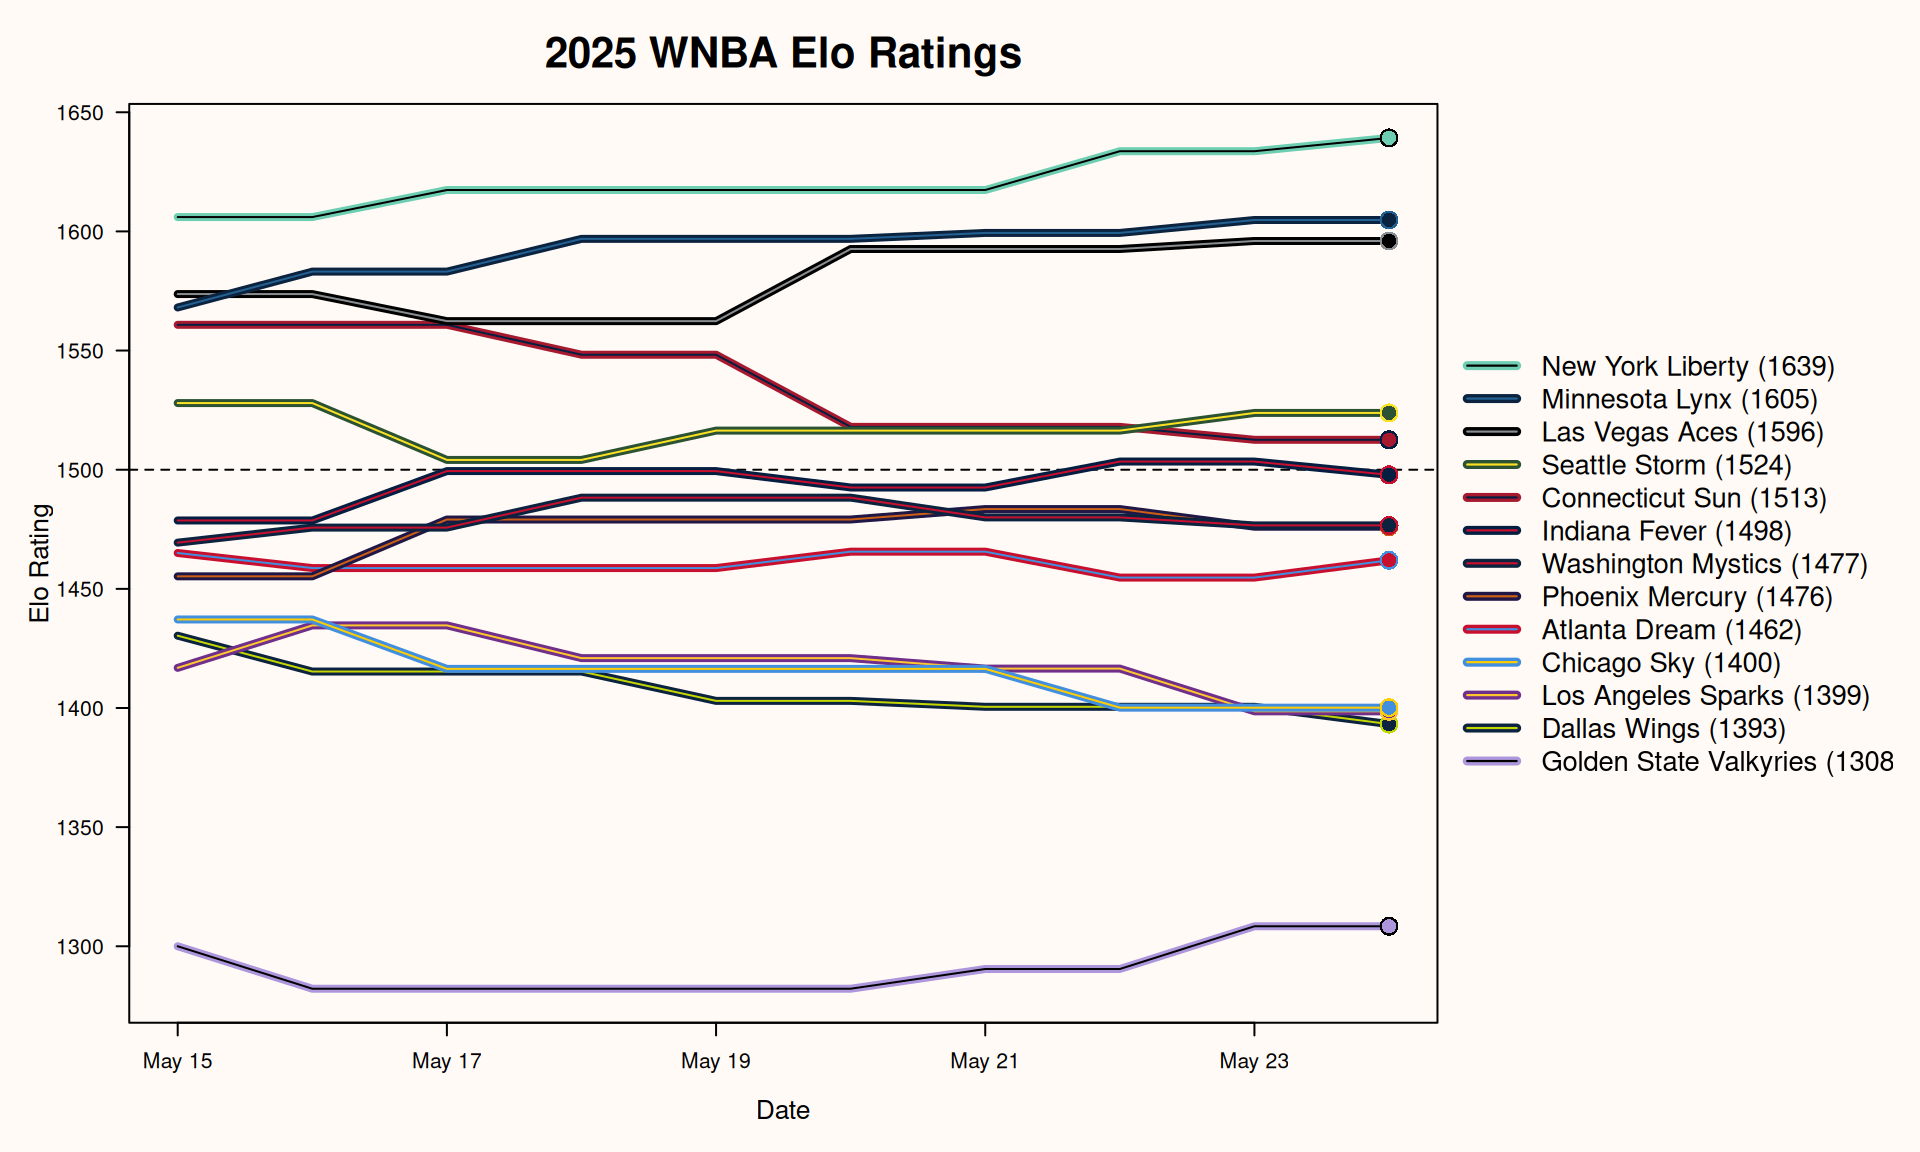 2025 WNBA Elo Ratings
1650
1600
1550
1500
1450
1400
1350
1300
Elo Rating
May 15
May 17
May 19
May 21
May 23
Date
New York Liberty (1639)
Minnesota Lynx (1605)
Las Vegas Aces (1596)
Seattle Storm (1524)
Connecticut Sun (1513)
Indiana Fever (1498)
Washington Mystics (1477)
Phoenix Mercury (1476)
Atlanta Dream (1462)
Chicago Sky (1400)
Los Angeles Sparks (1399)
Dallas Wings (1393)
Golden State Valkyries (1308